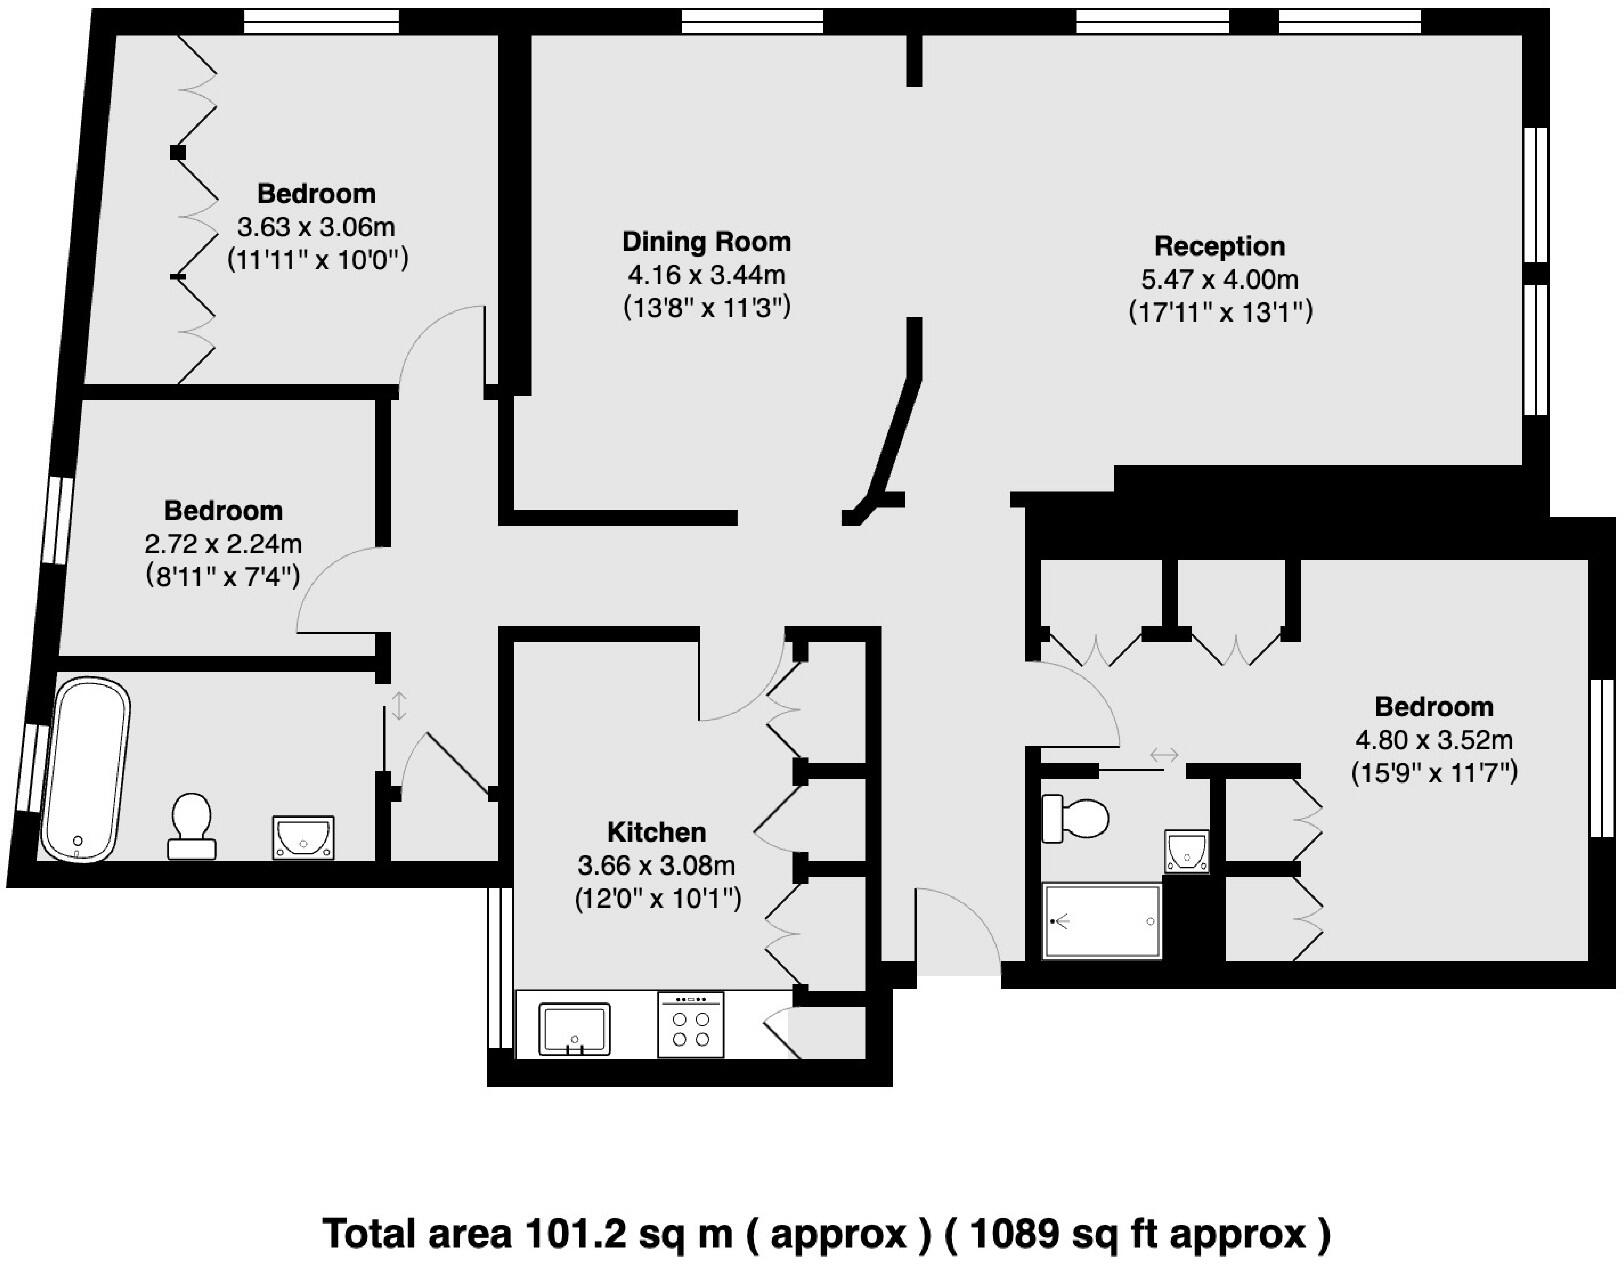 Bedroom
3.63 x 3.06m
(11'11" x 10'0")
Dining Room
4.16 x 3.44m
(13'8" x 11'3")
Reception
5.47 x 4.00m
(17'11" x 13'1")
Bedroom
2.72 x 2.24m
(8'11" x 7'4")
Bedroom
4.80 x 3.52m
(15'9" x 11'7")
Kitchen
3.66 x 3.08m
(12'0" x 10'1")
Total area 101.2 sq m ( approx ) ( 1089 sq ft approx )